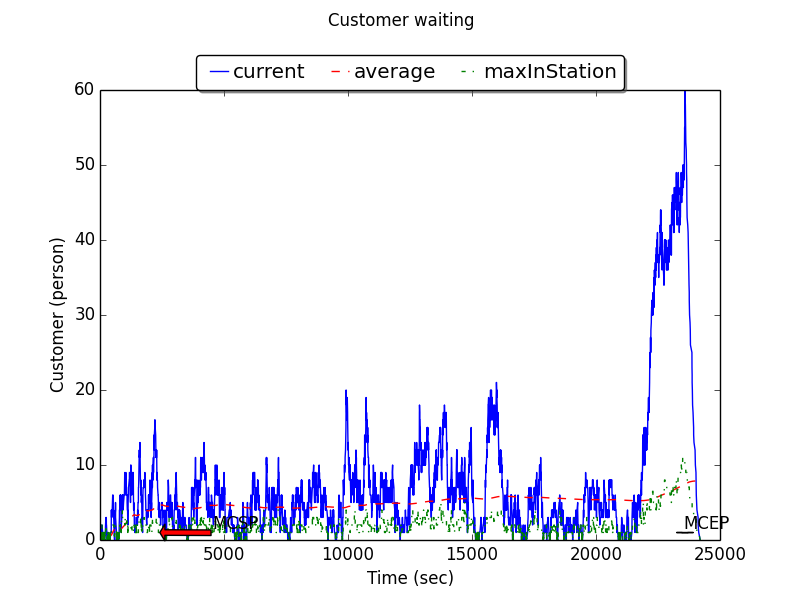 Customer waiting
current average maxInStation
60
50
40
30
20
10
0
Customer (person)
MCSP
MCEP
0 5000 10000 15000 20000 25000
Time (sec)